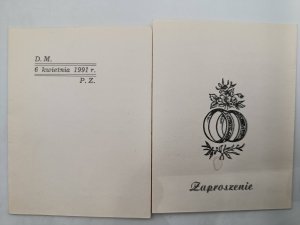 D. M.
6 kwietnia 1991 r.
P. Z.
Zaproszenie